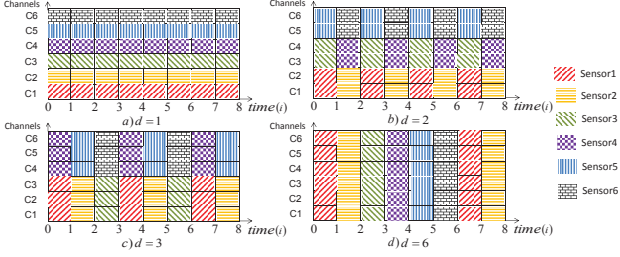 Channels
C6
C5
C4
C3
C2
C1
0 1 2 3 4 5 6 7 8 time(i)
a) d = 1
Channels
C6
C5
C4
C3
C2
C1
0 1 2 3 4 5 6 7 8 time(i)
b) d = 2
Channels
C6
C5
C4
C3
C2
C1
0 1 2 3 4 5 6 7 8 time(i)
c) d = 3
C6
C5
C4
C3
C2
C1
0 1 2 3 4 5 6 7 8 time(i)
d) d = 6
Sensor1
Sensor2
Sensor3
Sensor4
Sensor5
Sensor6